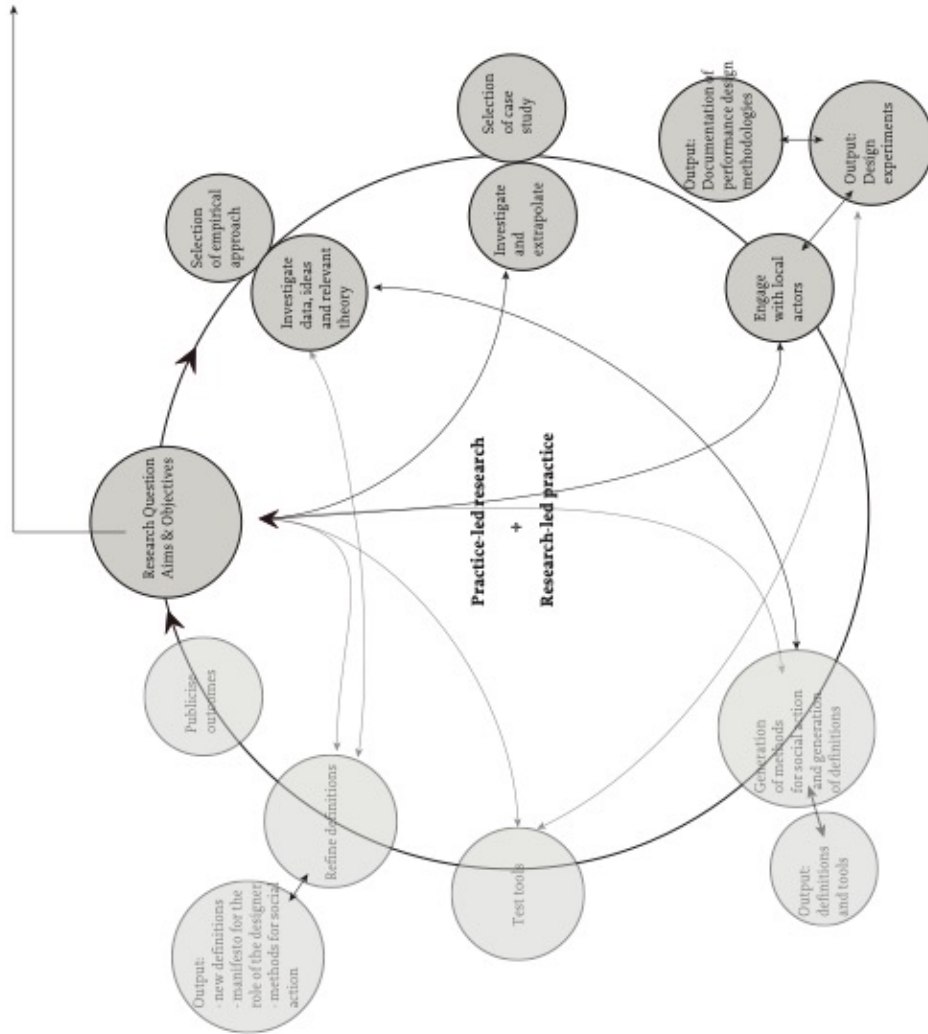 Research Question
Aims & Objectives
Selection
of empirical
approach
Investigate
data, ideas
and relevant
theory
Selection
of case
study
Investigate
and
extrapolate
Engage
with local
actors
Output:
Documentation of
performance design
methodologies
Output:
Design
experiments
Practice-led research
+
Research-led practice
Generation
of methods
for social action
and generation
of definitions
Output:
definitions
and tools
Test tools
Refine definitions
Output:
- new definitions
- manifesto for the
role of the designer
- methods for social
action
Publicise
outcomes